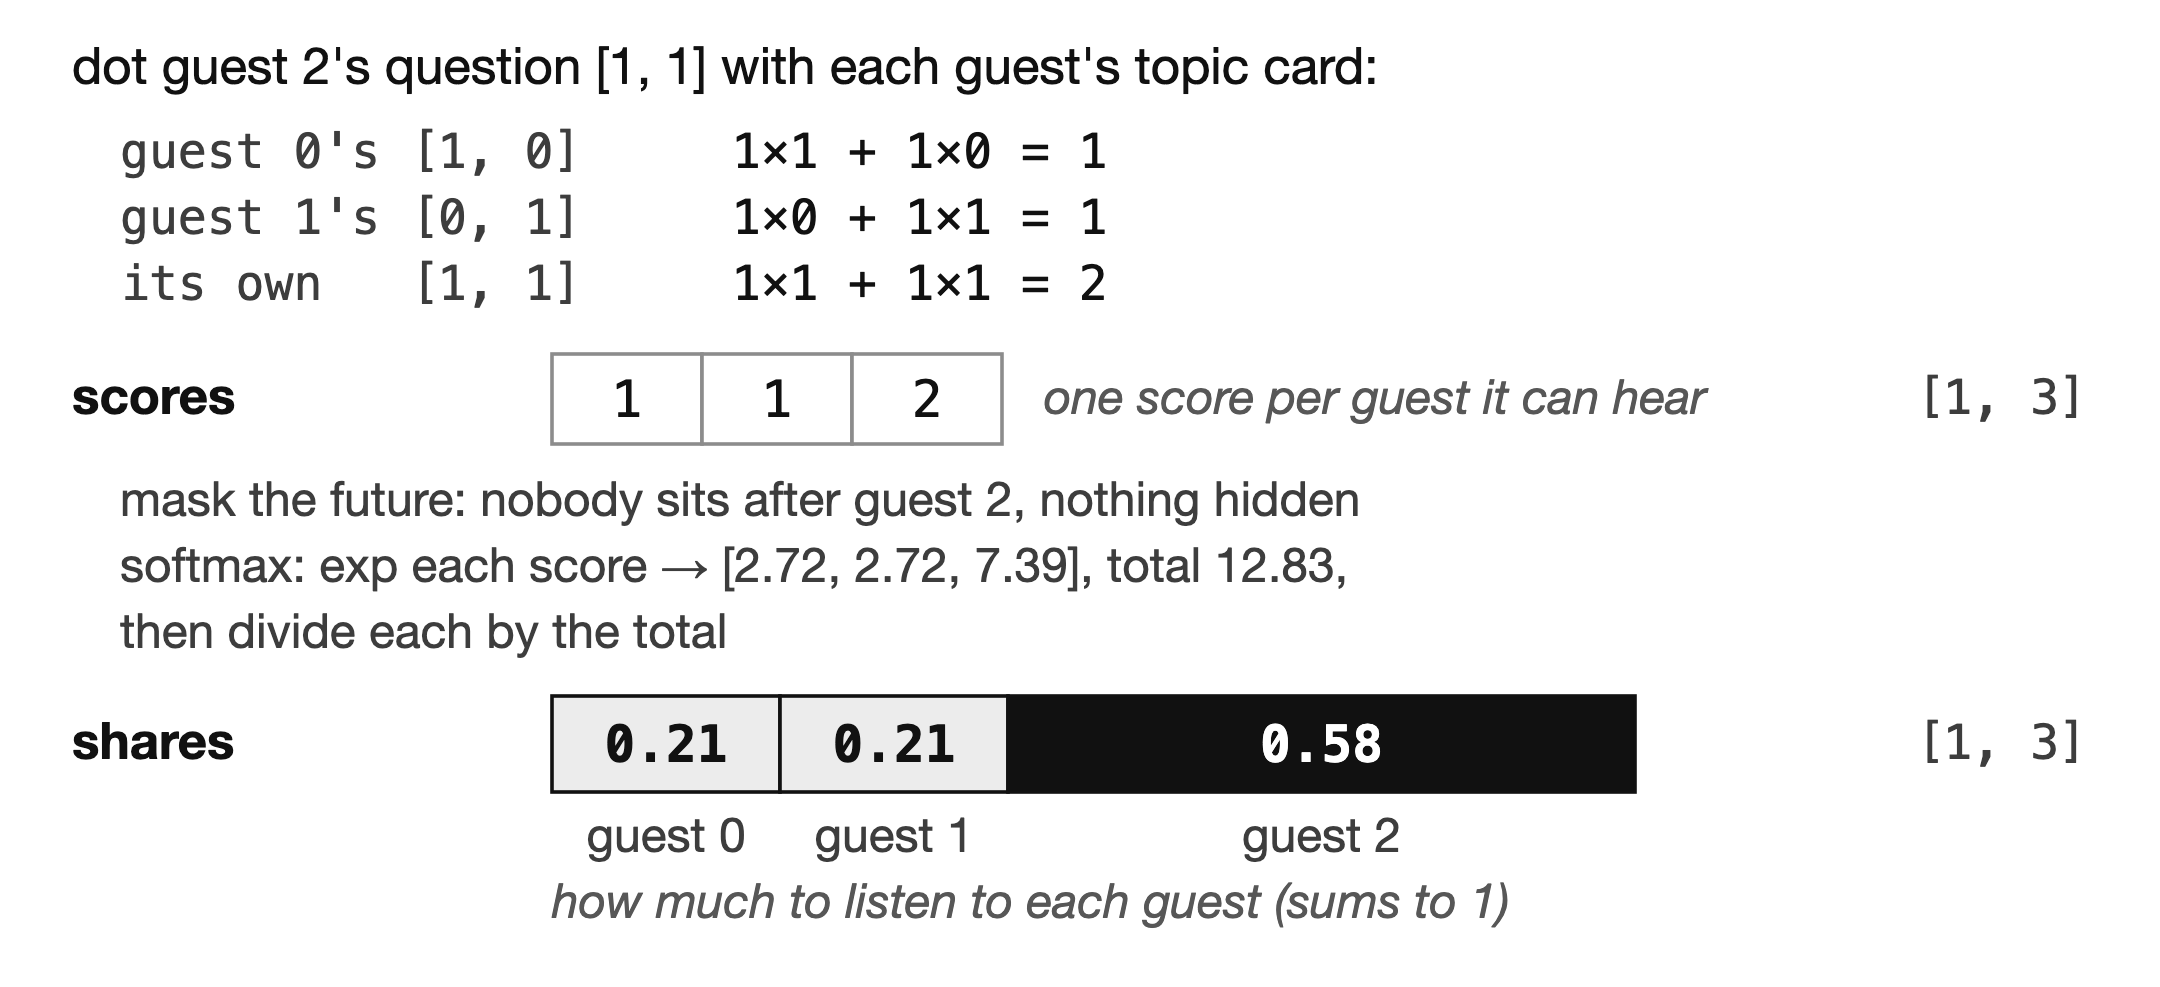 dot guest 2's question [1, 1] with each guest's topic card:
guest 0's [1, 0] 1×1 + 1×0 = 1
guest 1's [0, 1] 1×0 + 1×1 = 1
its own [1, 1] 1×1 + 1×1 = 2
scores 1 1 2 one score per guest it can hear [1, 3]
mask the future: nobody sits after guest 2, nothing hidden
softmax: exp each score → [2.72, 2.72, 7.39], total 12.83,
then divide each by the total
shares 0.21 0.21 0.58 [1, 3]
guest 0 guest 1 guest 2
how much to listen to each guest (sums to 1)